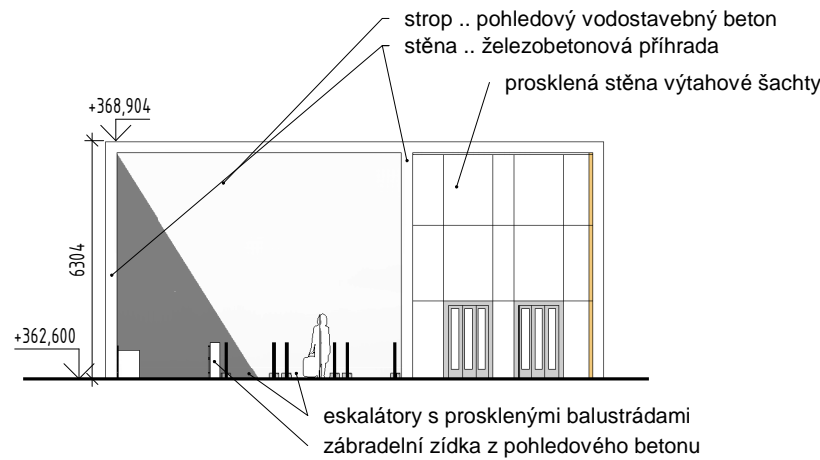 strop .. pohledový vodostavebný beton
stěna .. železobetonová příhrada
prosklená stěna výtahové šachty
+368,904
6304
+362,600
eskalátory s prosklenými balustrádami
zábradelní zídka z pohledového betonu